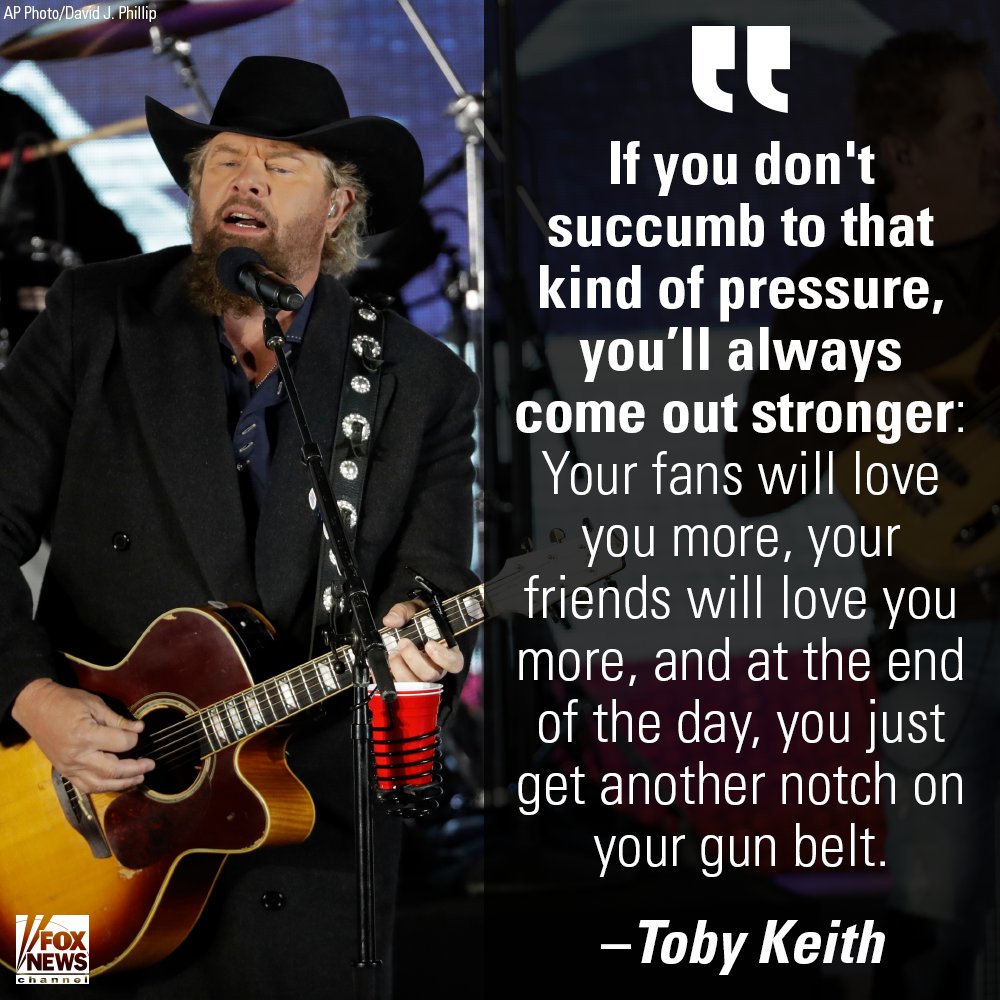 AP Photo/David J. Phillip
If you don't
succumb to that
kind of pressure,
you’ll always
come out stronger:
Your fans will love
you more, your
friends will love you
more, and at the end
of the day, you just
get another notch on
your gun belt.
–Toby Keith
FOX
NEWS
channel